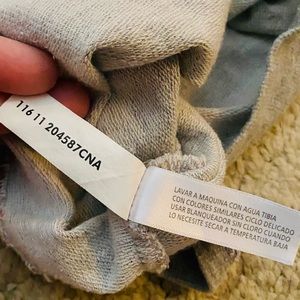 116 11 204587CNA
LAVAR A MAQUINA CON AGUA TIBIA
CON COLORES SIMILARES CICLO DELICADO
USAR BLANQUEADOR SIN CLORO CUANDO
LO NECESITE SECAR A TEMPERATURA BAJA